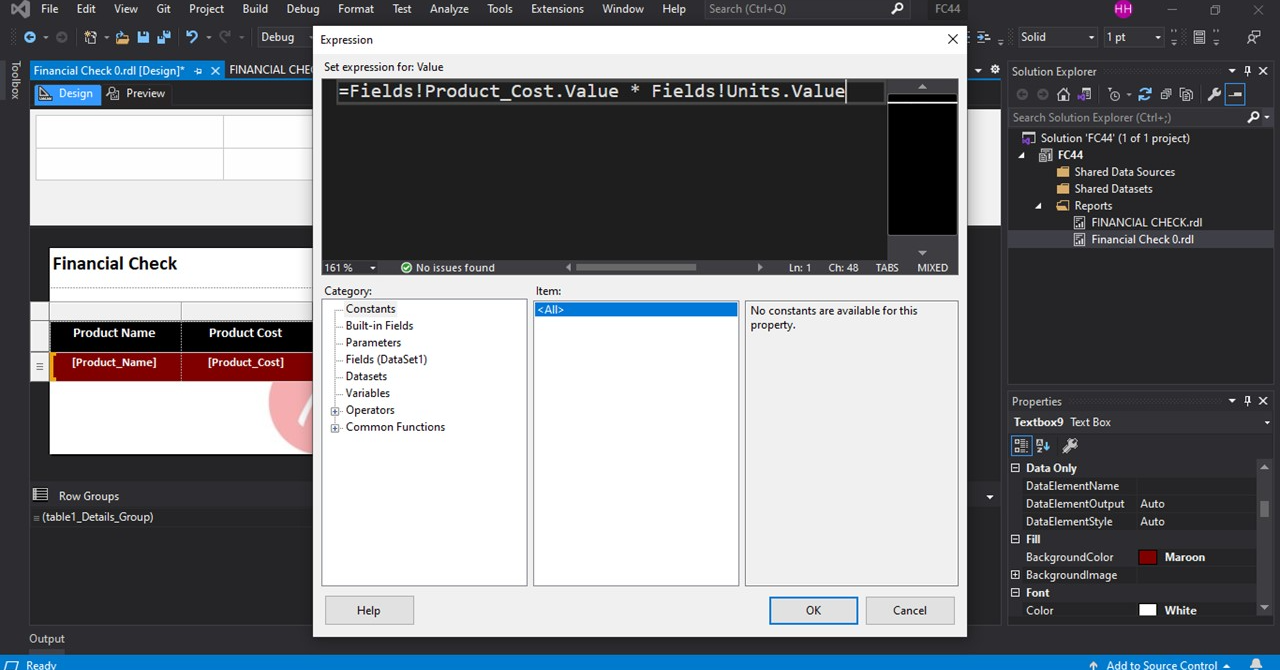 File Edit View Git Project Build Debug Format Test Analyze Tools Extensions Window Help Search (Ctrl+Q) FC44 HH
Debug Solid 1 pt
Toolbox
Financial Check 0.rdl [Design]* FINANCIAL CHE
Design Preview
Financial Check
Product Name Product Cost
[Product_Name] [Product_Cost]
Row Groups
(table1_Details_Group)
Output
Ready
Expression
Set expression for: Value
=Fields!Product_Cost.Value * Fields!Units.Value
161 % No issues found Ln: 1 Ch: 48 TABS MIXED
Category: Item:
Constants
Built-in Fields
Parameters
Fields (DataSet1)
Datasets
Variables
Operators
Common Functions
<All>
No constants are available for this
property.
Help OK Cancel
Solution Explorer
Search Solution Explorer (Ctrl+;)
Solution 'FC44' (1 of 1 project)
FC44
Shared Data Sources
Shared Datasets
Reports
FINANCIAL CHECK.rdl
Financial Check 0.rdl
Properties
Textbox9 Text Box
Data Only
DataElementName
DataElementOutput Auto
DataElementStyle Auto
Fill
BackgroundColor Maroon
BackgroundImage
Font
Color White
Add to Source Control